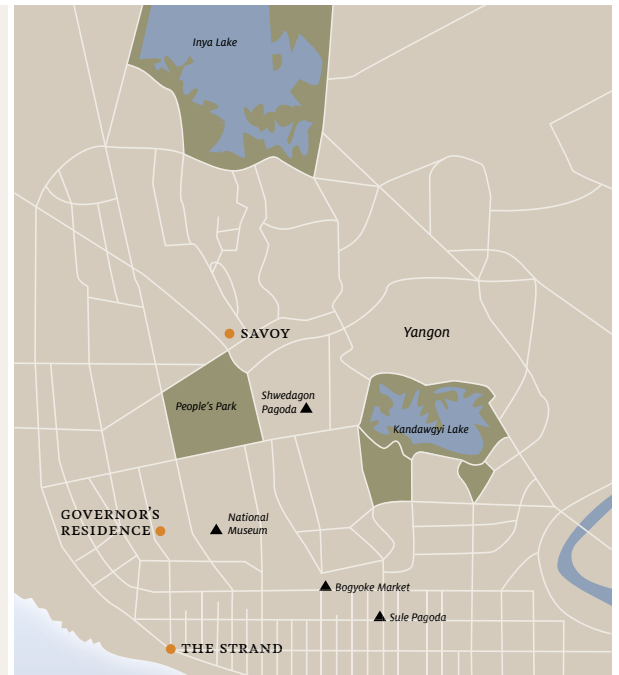 Inya Lake
SAVOY
Yangon
People's Park
Shwedagon
Pagoda
Kandawgyi Lake
GOVERNOR'S
RESIDENCE
National
Museum
Bogyoke Market
Sule Pagoda
THE STRAND